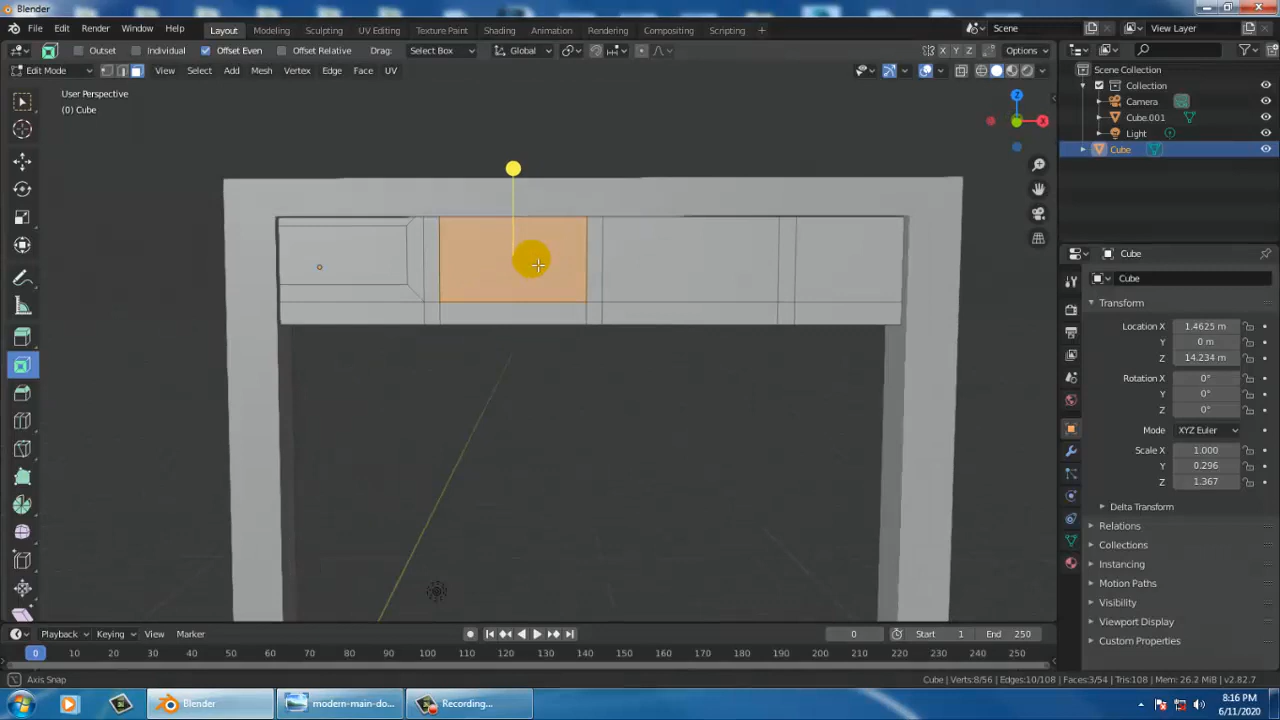 Blender
File Edit Render Window Help
Layout Modeling Sculpting UV Editing Texture Paint Shading Animation Rendering Compositing Scripting +
Scene
View Layer
Outset Individual Offset Even Offset Relative Drag: Select Box Global
X Y Z Options
Edit Mode View Select Add Mesh Vertex Edge Face UV
User Perspective
(0) Cube
Z
X
Scene Collection
Collection
Camera
Cube.001
Light
Cube
Cube
Cube
Transform
Location X 1.4625 m
Y 0 m
Z 14.234 m
Rotation X 0°
Y 0°
Z 0°
Mode XYZ Euler
Scale X 1.000
Y 0.296
Z 1.367
Delta Transform
Relations
Collections
Instancing
Motion Paths
Visibility
Viewport Display
Custom Properties
Playback Keying View Marker
0 Start 1 End 250
0 10 20 30 40 50 60 70 80 90 100 110 120 130 140 150 160 170 180 190 200 210 220 230 240 250
Axis Snap
Cube | Verts:8/56 | Edges:10/108 | Faces:3/54 | Tris:108 | Mem: 26.2 MiB | v2.82.7
Blender
modern-main-do...
Recording...
8:16 PM
6/11/2020